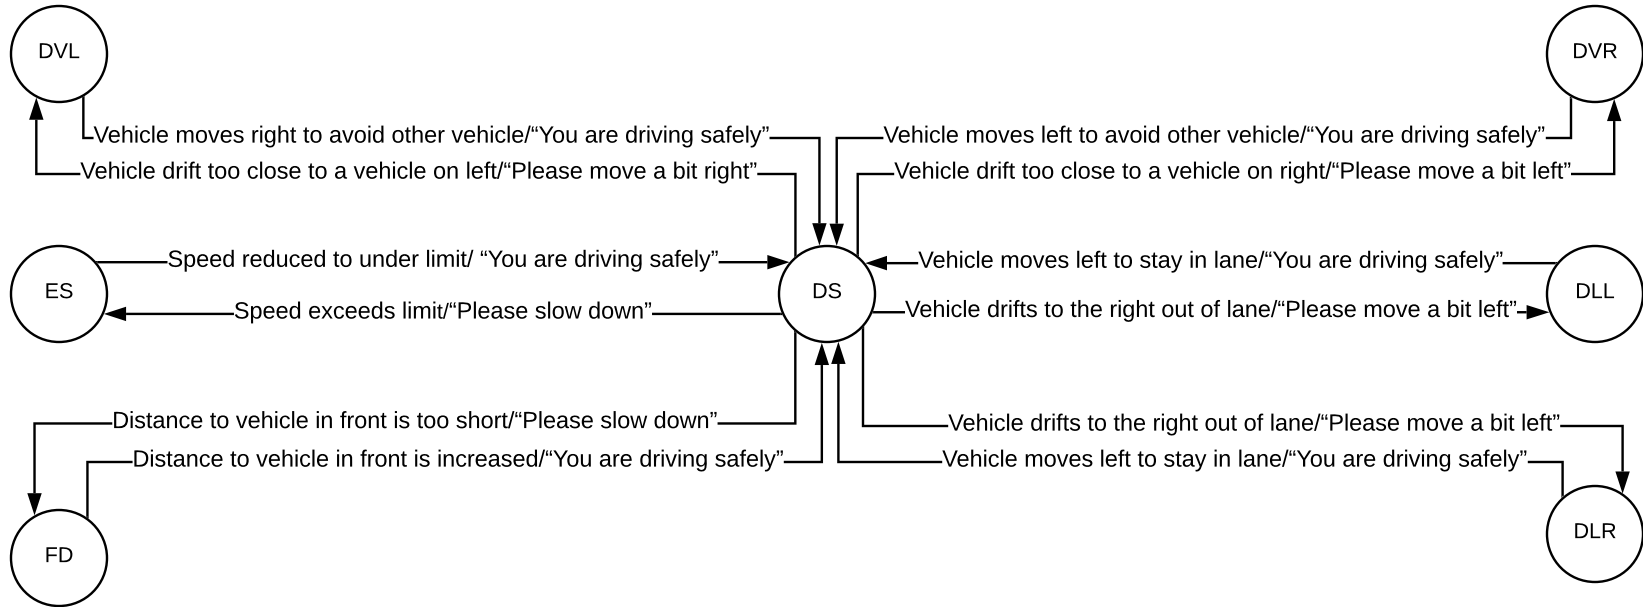 DVL
DVR
Vehicle moves right to avoid other vehicle/“You are driving safely”
Vehicle moves left to avoid other vehicle/“You are driving safely”
Vehicle drift too close to a vehicle on left/“Please move a bit right”
Vehicle drift too close to a vehicle on right/“Please move a bit left”
Speed reduced to under limit/ “You are driving safely”
Vehicle moves left to stay in lane/“You are driving safely”
ES
DS
DLL
Speed exceeds limit/“Please slow down”
Vehicle drifts to the right out of lane/“Please move a bit left”
Distance to vehicle in front is too short/“Please slow down”
Vehicle drifts to the right out of lane/“Please move a bit left”
Distance to vehicle in front is increased/“You are driving safely”
Vehicle moves left to stay in lane/“You are driving safely”
FD
DLR